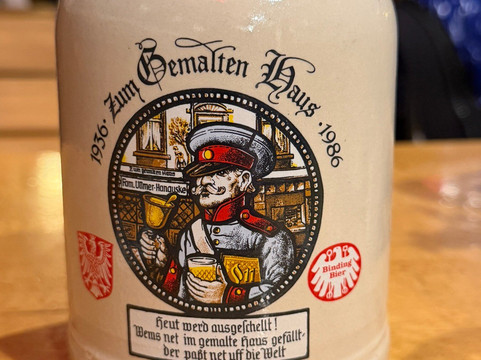 1936 · Zum Gemalten Haus · 1986
Fam. Ullmer-Hanauske
Binding
Bier
Heut werd ausgeschellt!
Wems net im gemalte Haus gefällt-
der paßt net uff die Welt